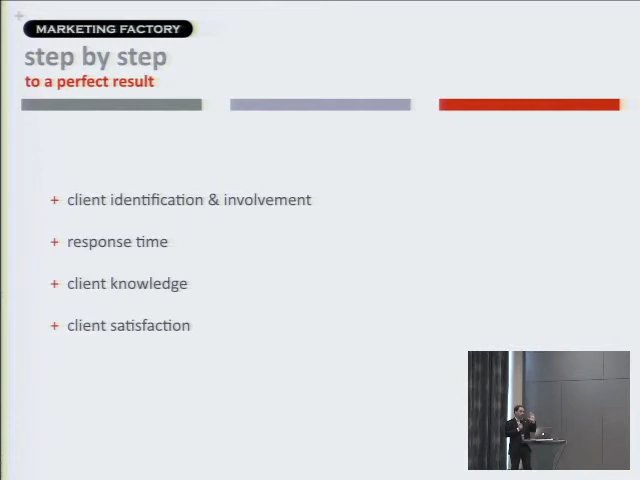 MARKETING FACTORY
step by step
to a perfect result
+ client identification & involvement
+ response time
+ client knowledge
+ client satisfaction